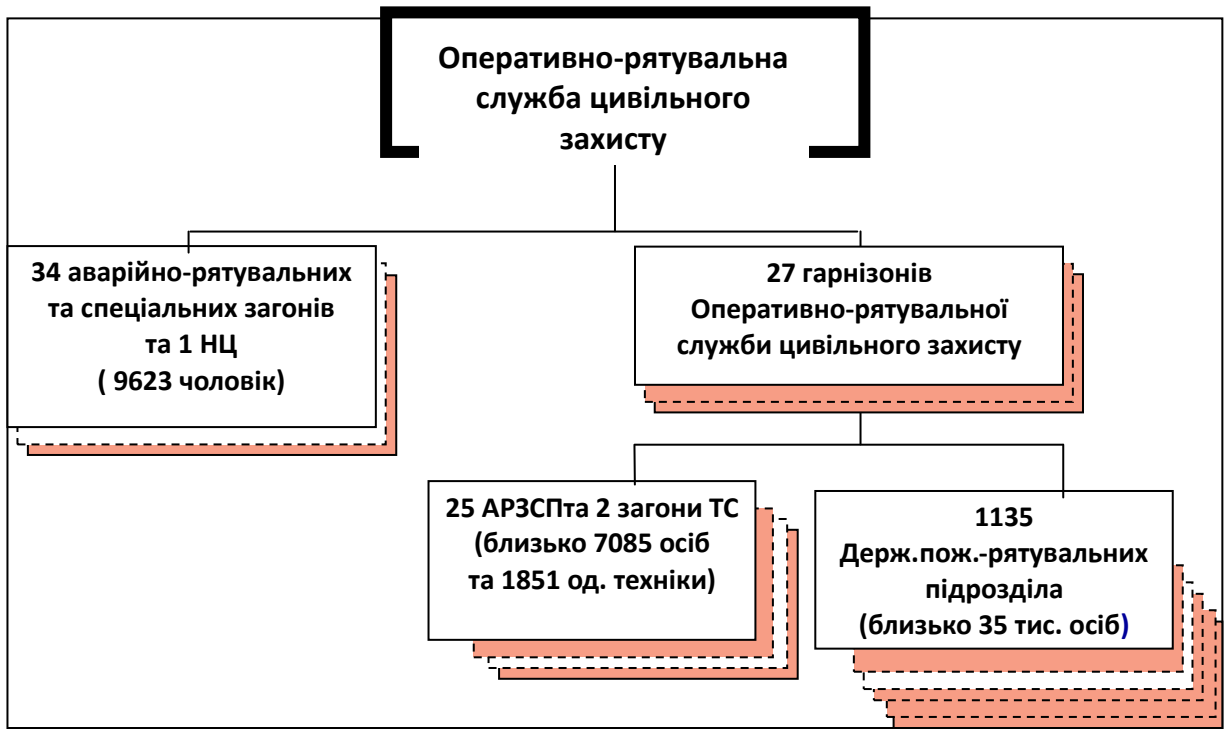 Оперативно-рятувальна
служба цивільного
захисту
34 аварійно-рятувальних
та спеціальних загонів
та 1 НЦ
( 9623 чоловік)
27 гарнізонів
Оперативно-рятувальної
служби цивільного захисту
25 АРЗСПта 2 загони ТС
(близько 7085 осіб
та 1851 од. техніки)
1135
Держ.пож.-рятувальних
підрозділа
(близько 35 тис. осіб)